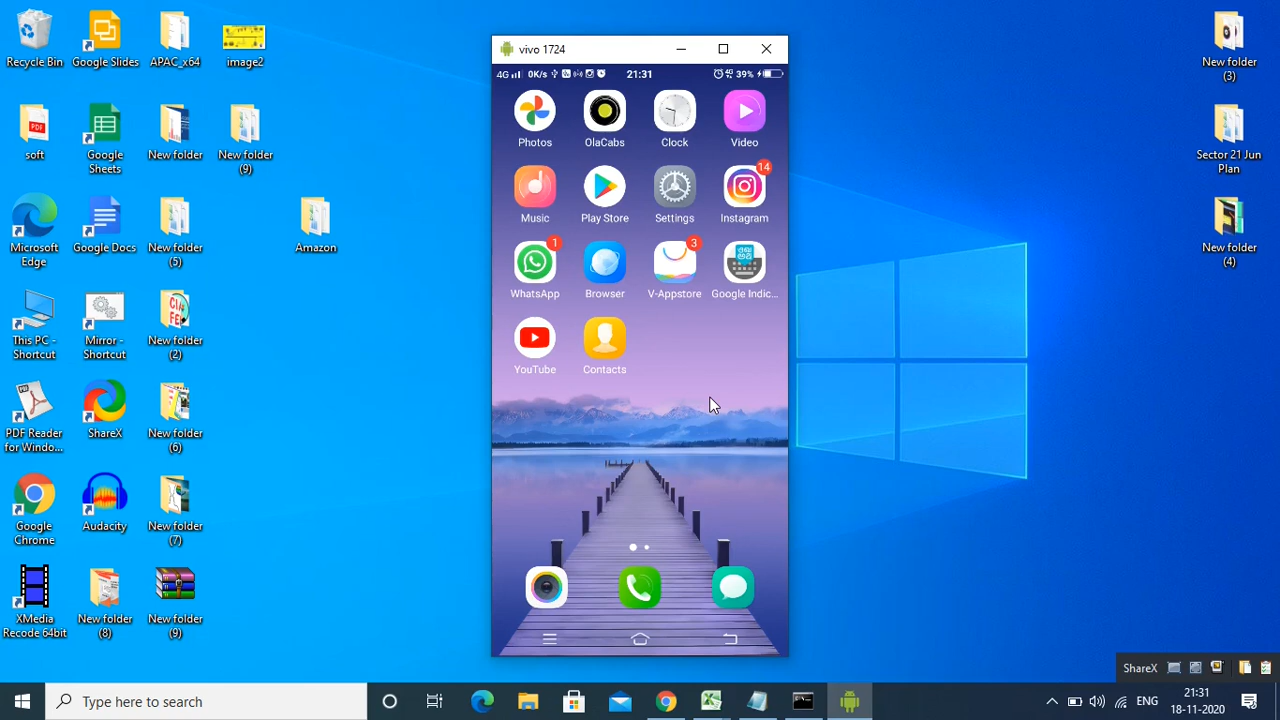 Recycle Bin
Google Slides
APAC_x64
image2
soft
Google
Sheets
New folder
New folder
(9)
Microsoft
Edge
Google Docs
New folder
(5)
Amazon
This PC -
Shortcut
Mirror -
Shortcut
New folder
(2)
PDF Reader
for Windo...
ShareX
New folder
(6)
Google
Chrome
Audacity
New folder
(7)
XMedia
Recode 64bit
New folder
(8)
New folder
(9)
vivo 1724
4G 0K/s 21:31 4G 39%
Photos
OlaCabs
Clock
Video
Music
Play Store
Settings
14
Instagram
1
WhatsApp
Browser
3
V-Appstore
Google Indic...
YouTube
Contacts
New folder
(3)
Sector 21 Jun
Plan
New folder
(4)
ShareX
Type here to search
ENG
21:31
18-11-2020